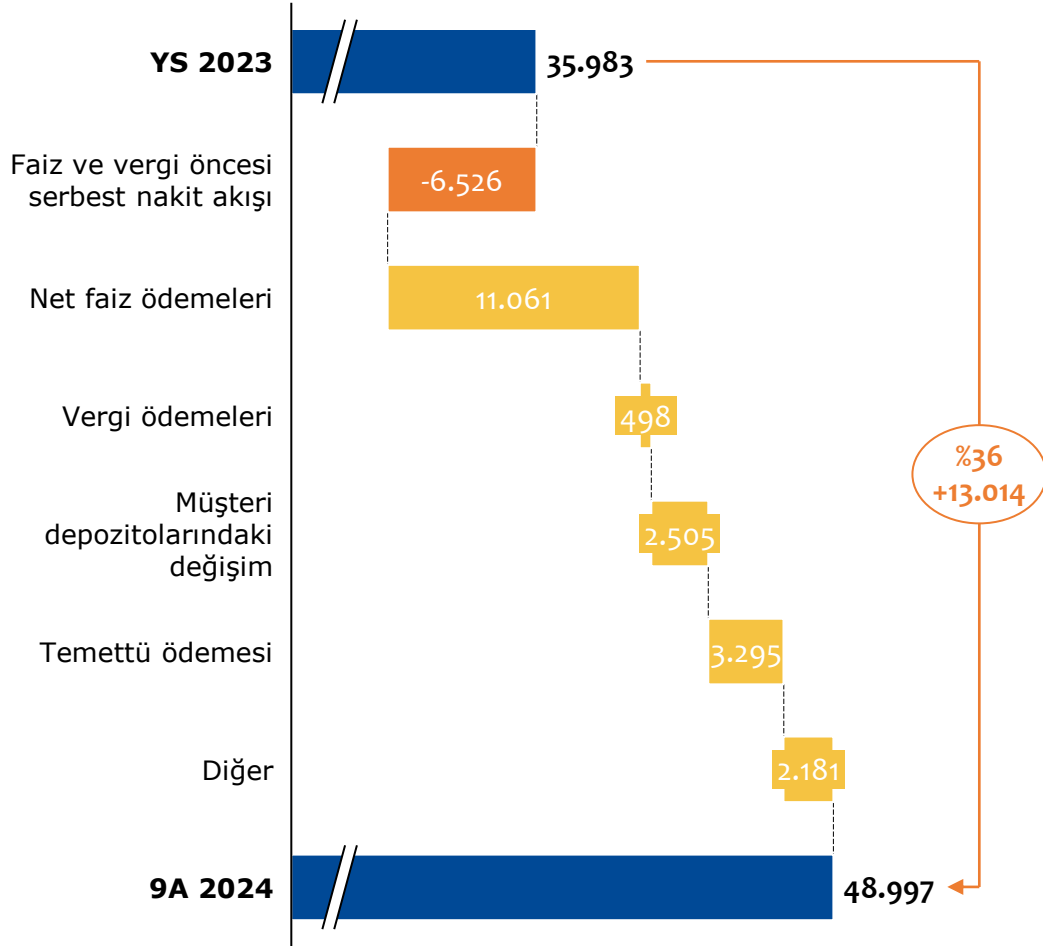 YS 2023
35.983
Faiz ve vergi öncesi
serbest nakit akışı
-6.526
Net faiz ödemeleri
11.061
Vergi ödemeleri
498
%36
+13.014
Müşteri
depozitolarındaki
değişim
2.505
Temettü ödemesi
3.295
Diğer
2.181
9A 2024
48.997